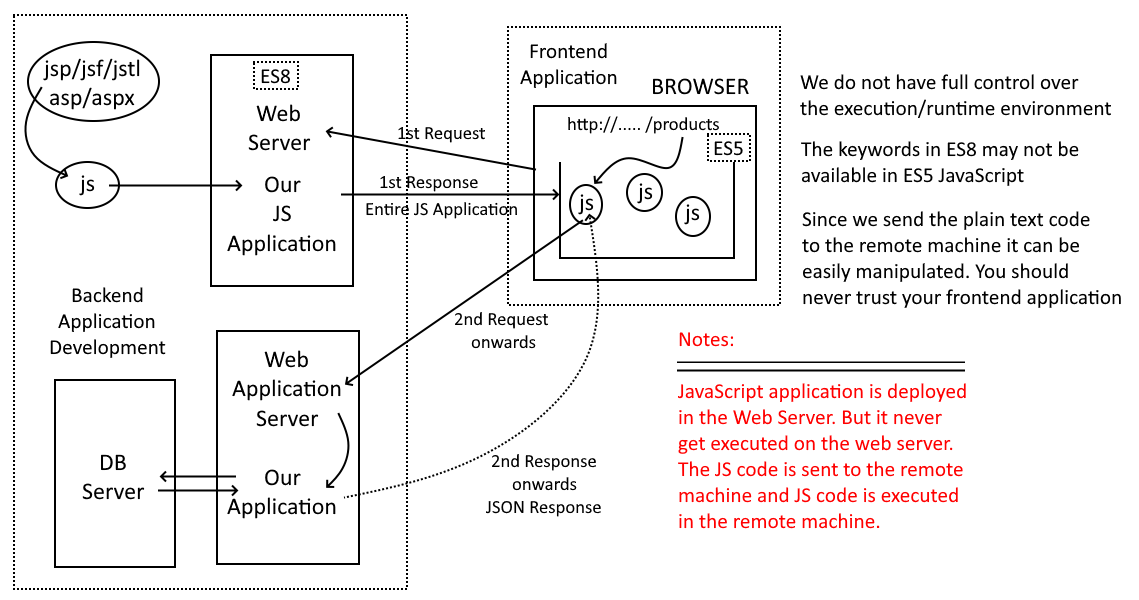 jsp/jsf/jstl
asp/aspx
js
ES8
Web
Server
Our
JS
Application
1st Request
1st Response
Entire JS Application
Frontend
Application
BROWSER
http://..... /products
ES5
js
js
js
We do not have full control over
the execution/runtime environment
The keywords in ES8 may not be
available in ES5 JavaScript
Since we send the plain text code
to the remote machine it can be
easily manipulated. You should
never trust your frontend application
Backend
Application
Development
DB
Server
Web
Application
Server
Our
Application
2nd Request
onwards
2nd Response
onwards
JSON Response
Notes:
JavaScript application is deployed
in the Web Server. But it never
get executed on the web server.
The JS code is sent to the remote
machine and JS code is executed
in the remote machine.